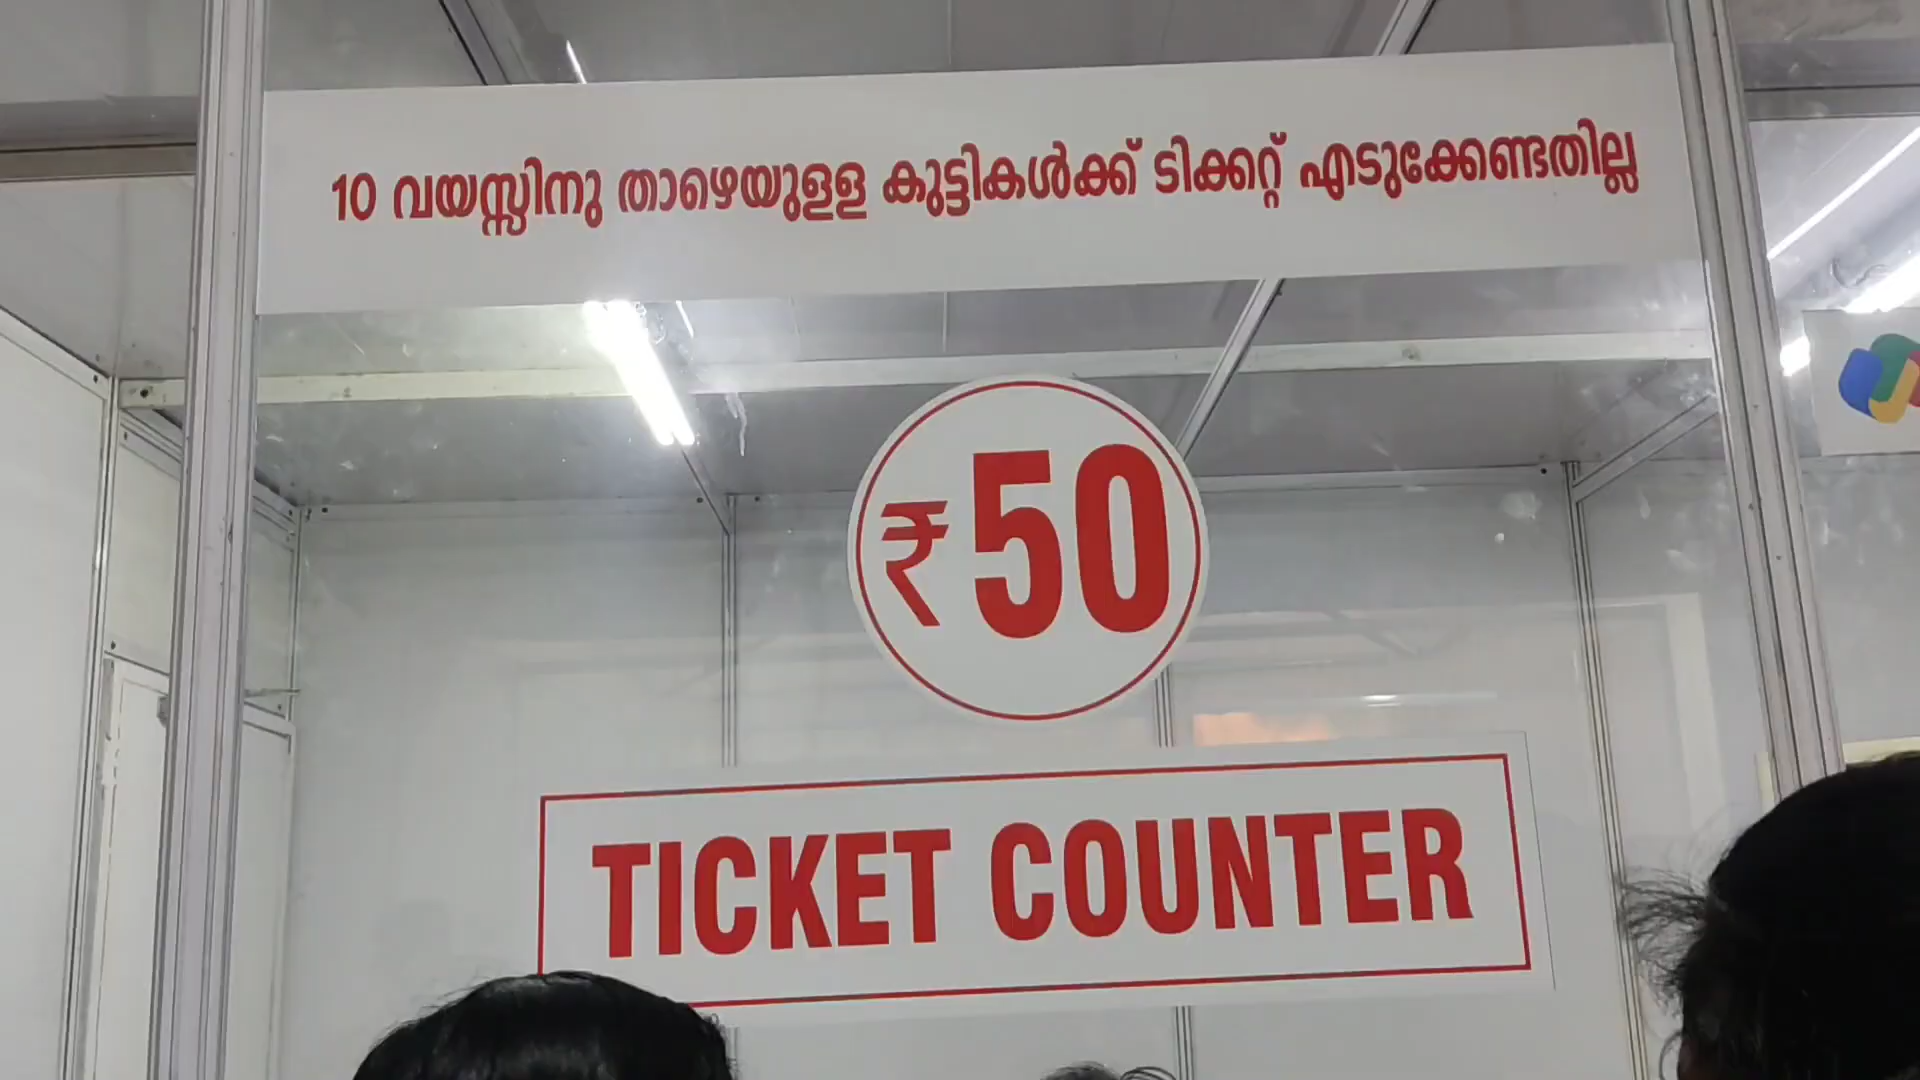 10 വയസ്സിനു താഴെയുളള കുട്ടികൾക്ക് ടിക്കറ്റ് എടുക്കേണ്ടതില്ല
₹50
TICKET COUNTER